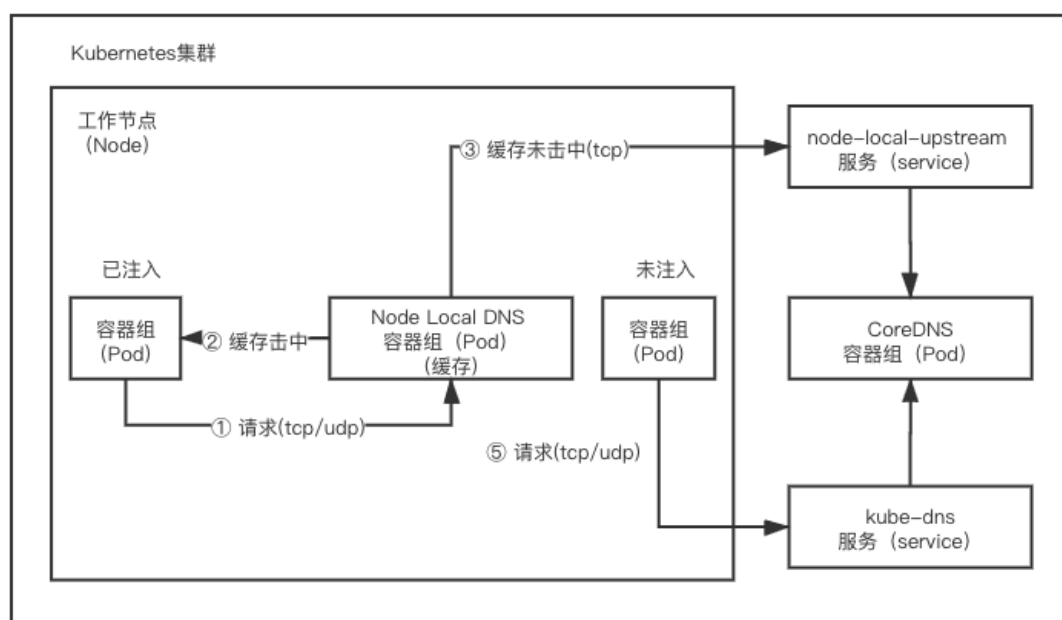 Kubernetes集群
工作节点
（Node）
③ 缓存未击中(tcp)
node-local-upstream
服务（service）
已注入
未注入
容器组
（Pod）
② 缓存击中
Node Local DNS
容器组（Pod）
（缓存）
容器组
（Pod）
CoreDNS
容器组（Pod）
① 请求(tcp/udp)
⑤ 请求(tcp/udp)
kube-dns
服务（service）